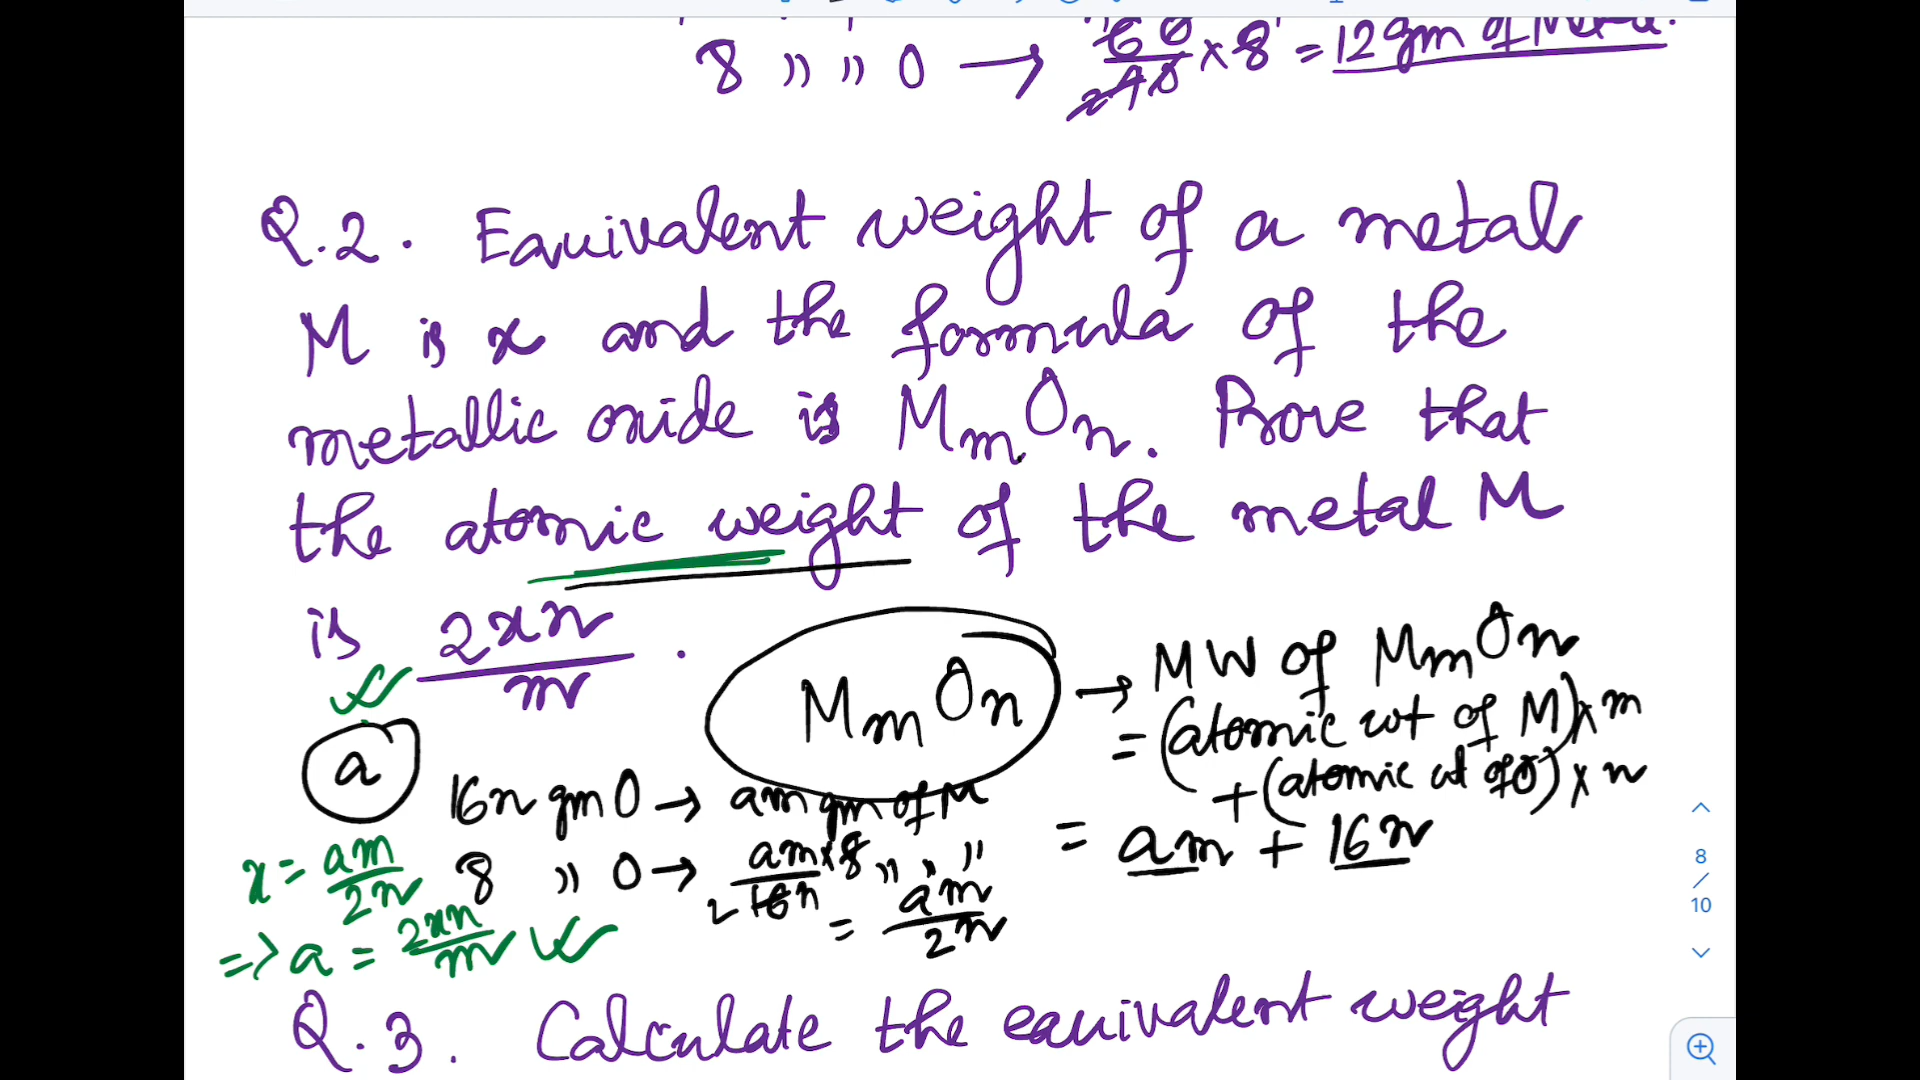 8 〃 〃 O → 60/240 × 8 = 12 gm of Metal.
Q.2. Equivalent weight of a metal
M is x and the formula of the
metallic oxide is MmOn. Prove that
the atomic weight of the metal M
is 2xn/m .
MmOn → MW of MmOn
= (atomic wt of M) × m
+ (atomic wt of O) × n
= am + 16n
a
16n gm O → am gm of M
8 〃 O → am×8/16n 〃 〃 〃
= am/2n
x = am/2n
=> a = 2xn/m
Q.3. Calculate the equivalent weight
8
/
10